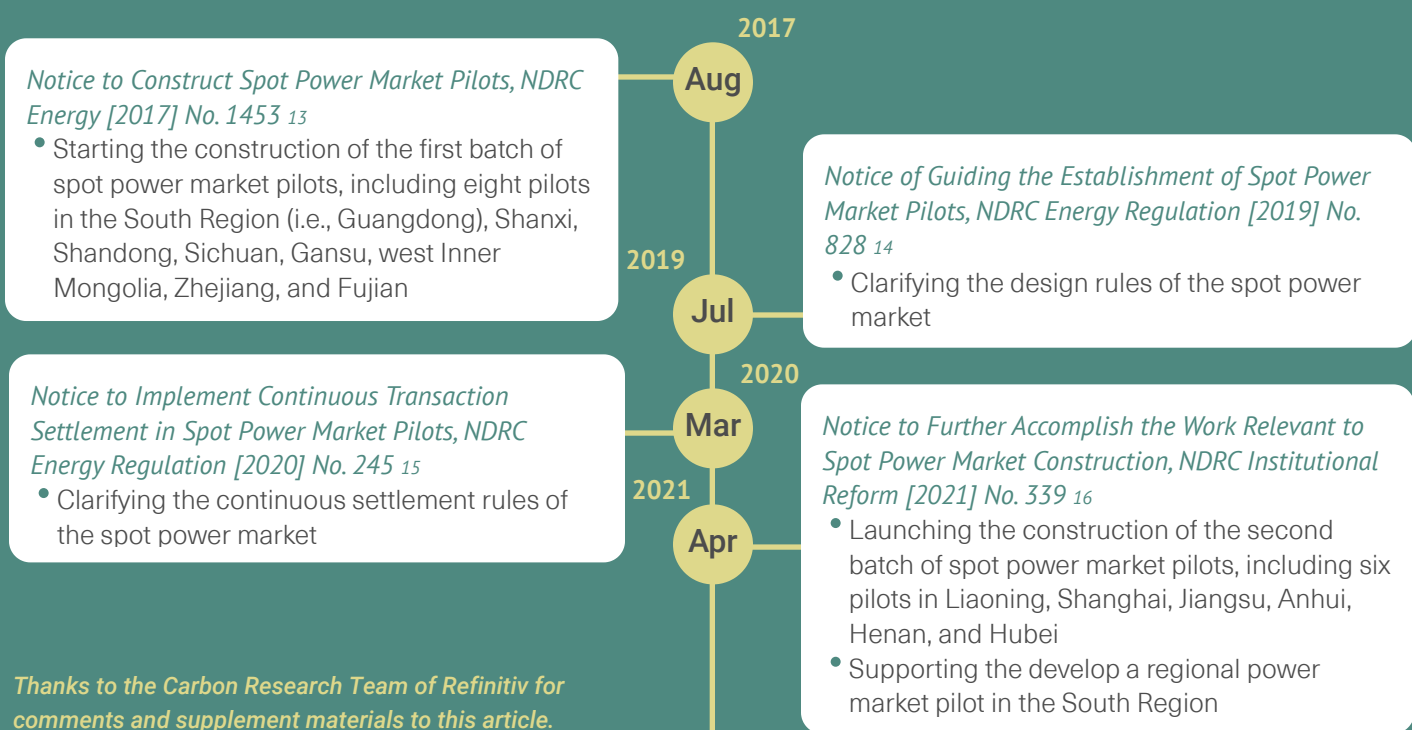 2017
Aug
Notice to Construct Spot Power Market Pilots, NDRC
Energy [2017] No. 1453 13
• Starting the construction of the first batch of
spot power market pilots, including eight pilots
in the South Region (i.e., Guangdong), Shanxi,
Shandong, Sichuan, Gansu, west Inner
Mongolia, Zhejiang, and Fujian
2019
Jul
Notice of Guiding the Establishment of Spot Power
Market Pilots, NDRC Energy Regulation [2019] No.
828 14
• Clarifying the design rules of the spot power
market
2020
Mar
Notice to Implement Continuous Transaction
Settlement in Spot Power Market Pilots, NDRC
Energy Regulation [2020] No. 245 15
• Clarifying the continuous settlement rules of
the spot power market
2021
Apr
Notice to Further Accomplish the Work Relevant to
Spot Power Market Construction, NDRC Institutional
Reform [2021] No. 339 16
• Launching the construction of the second
batch of spot power market pilots, including six
pilots in Liaoning, Shanghai, Jiangsu, Anhui,
Henan, and Hubei
• Supporting the develop a regional power
market pilot in the South Region
Thanks to the Carbon Research Team of Refinitiv for
comments and supplement materials to this article.